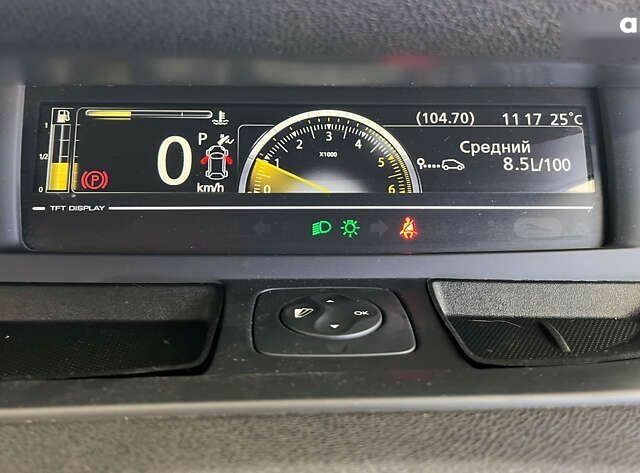 a
(104.70) 11 17 25°C
1
1/2
0
0
P
km/h
(P)
0 1 2 3 4 5 6
X1000
Средний
8.5L/100
TFT DISPLAY
OK